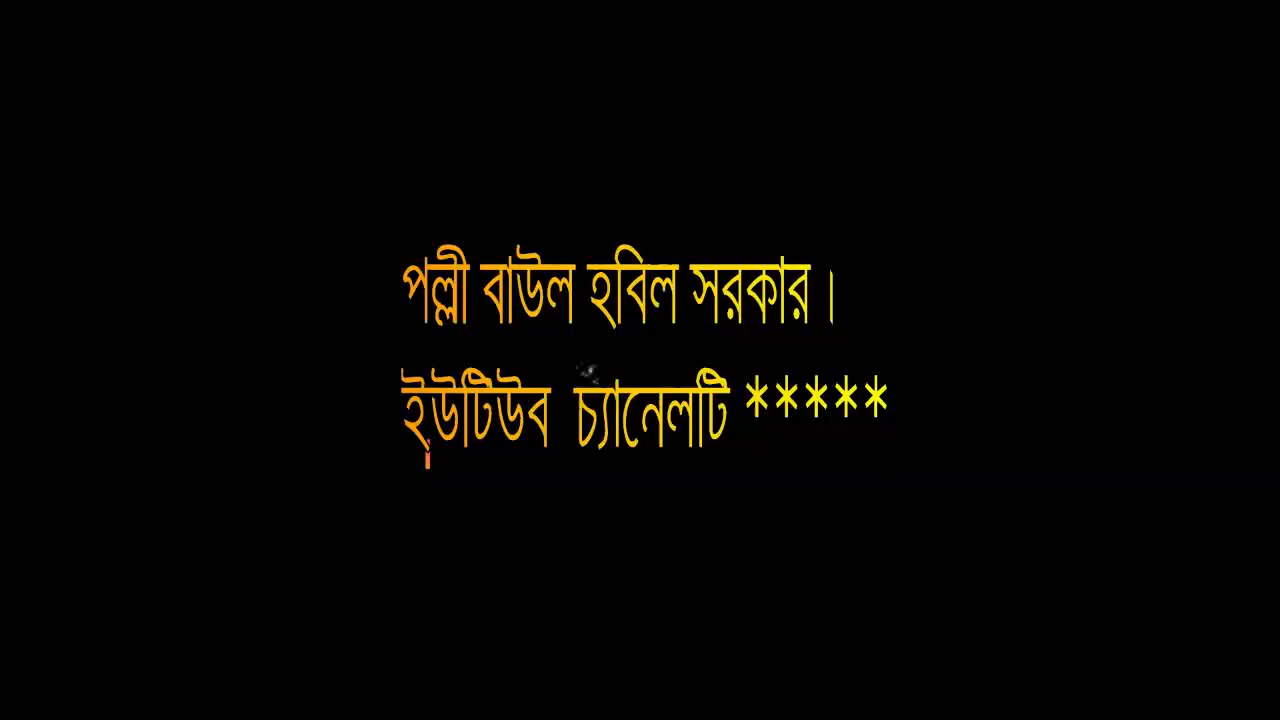 পল্লী বাউল হবিল সরকার।
ইউটিউব চ্যানেলটি *****